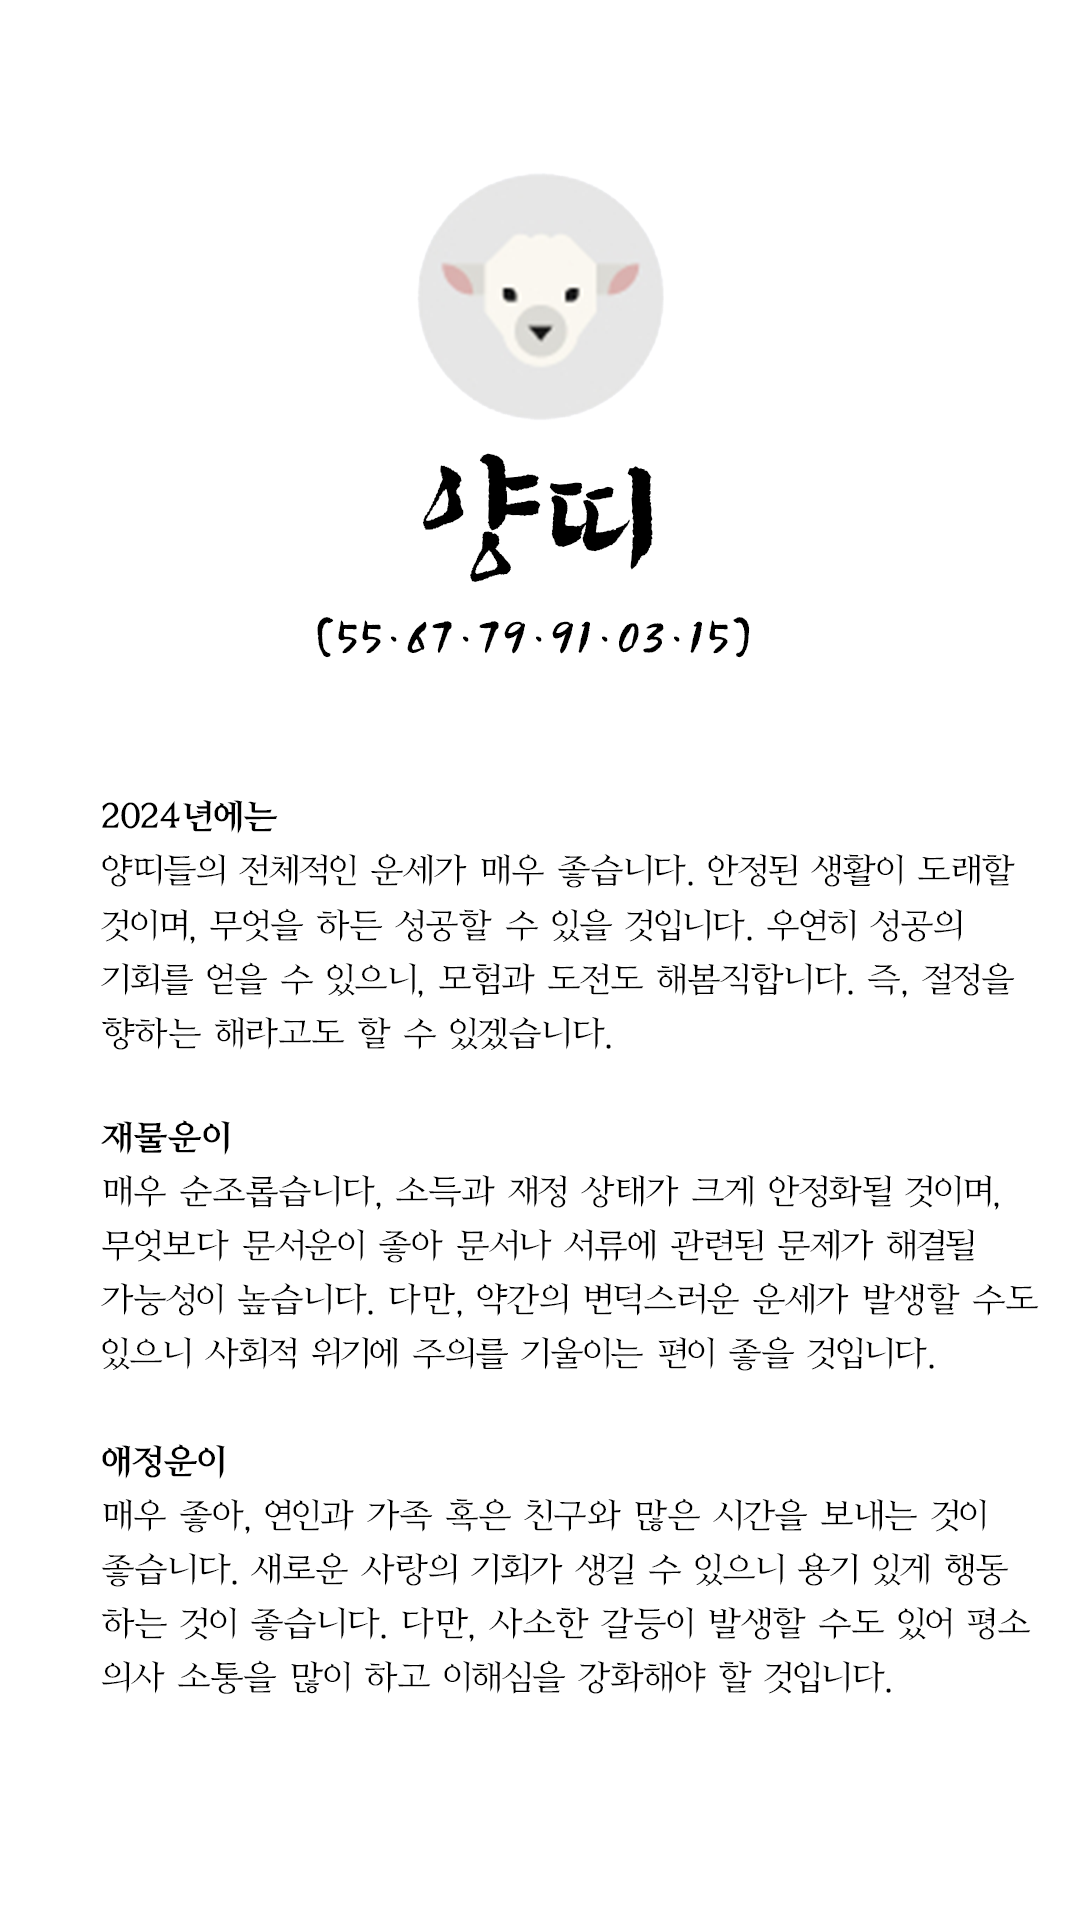 양띠
(55·67·79·91·03·15)
2024년에는
양띠들의 전체적인 운세가 매우 좋습니다. 안정된 생활이 도래할
것이며, 무엇을 하든 성공할 수 있을 것입니다. 우연히 성공의
기회를 얻을 수 있으니, 모험과 도전도 해봄직합니다. 즉, 절정을
향하는 해라고도 할 수 있겠습니다.
재물운이
매우 순조롭습니다, 소득과 재정 상태가 크게 안정화될 것이며,
무엇보다 문서운이 좋아 문서나 서류에 관련된 문제가 해결될
가능성이 높습니다. 다만, 약간의 변덕스러운 운세가 발생할 수도
있으니 사회적 위기에 주의를 기울이는 편이 좋을 것입니다.
애정운이
매우 좋아, 연인과 가족 혹은 친구와 많은 시간을 보내는 것이
좋습니다. 새로운 사랑의 기회가 생길 수 있으니 용기 있게 행동
하는 것이 좋습니다. 다만, 사소한 갈등이 발생할 수도 있어 평소
의사 소통을 많이 하고 이해심을 강화해야 할 것입니다.